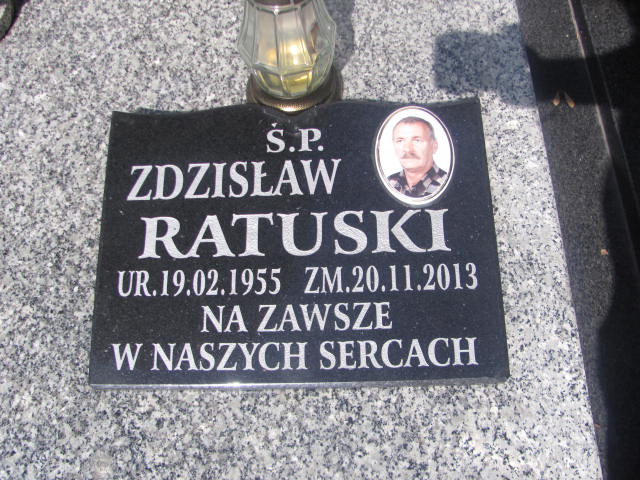 Ś.P.
ZDZISŁAW
RATUSKI
UR.19.02.1955 ZM.20.11.2013
NA ZAWSZE
W NASZYCH SERCACH